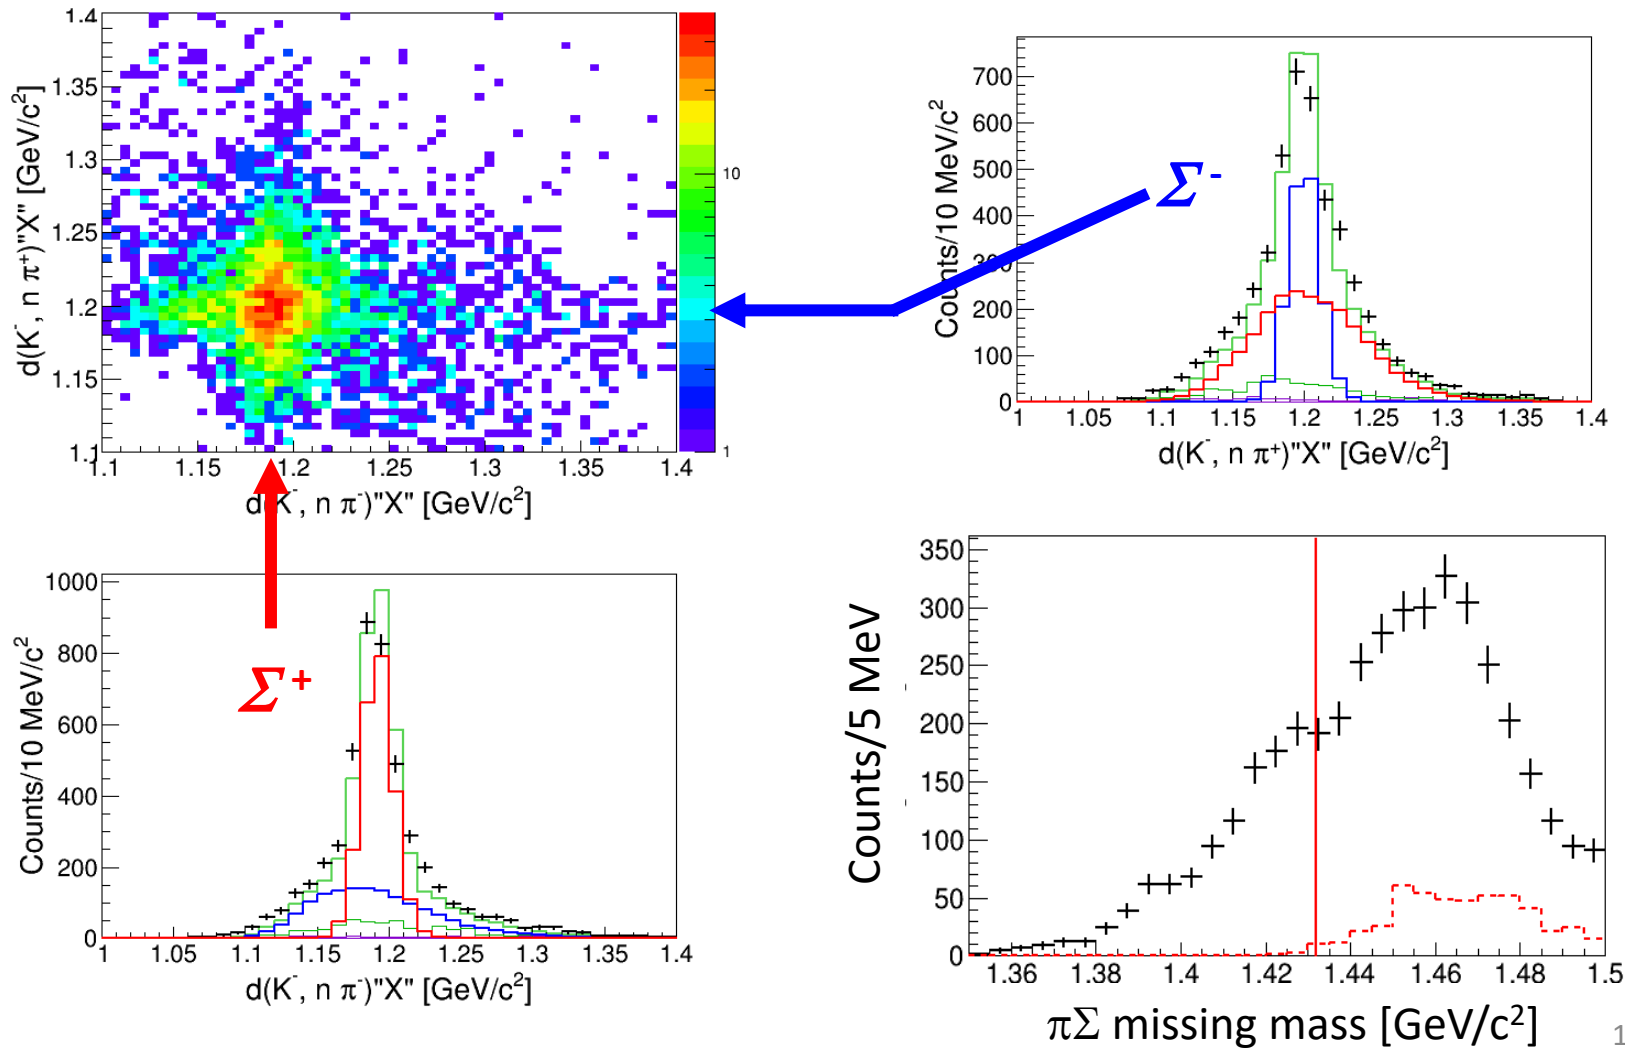 1.4
1.35
1.3
1.25
1.2
1.15
1.1
d(K⁻, n π⁺)"X" [GeV/c²]
10
1
1.1 1.15 1.2 1.25 1.3 1.35 1.4
d(K⁻, n π⁻)"X" [GeV/c²]
Σ⁻
700
600
500
400
300
200
100
0
Counts/10 MeV/c²
1 1.05 1.1 1.15 1.2 1.25 1.3 1.35 1.4
d(K⁻, n π⁺)"X" [GeV/c²]
Σ⁺
1000
800
600
400
200
0
Counts/10 MeV/c²
1 1.05 1.1 1.15 1.2 1.25 1.3 1.35 1.4
d(K⁻, n π⁻)"X" [GeV/c²]
350
300
250
200
150
100
50
0
Counts/5 MeV
1.36 1.38 1.4 1.42 1.44 1.46 1.48 1.5
πΣ missing mass [GeV/c²]
1